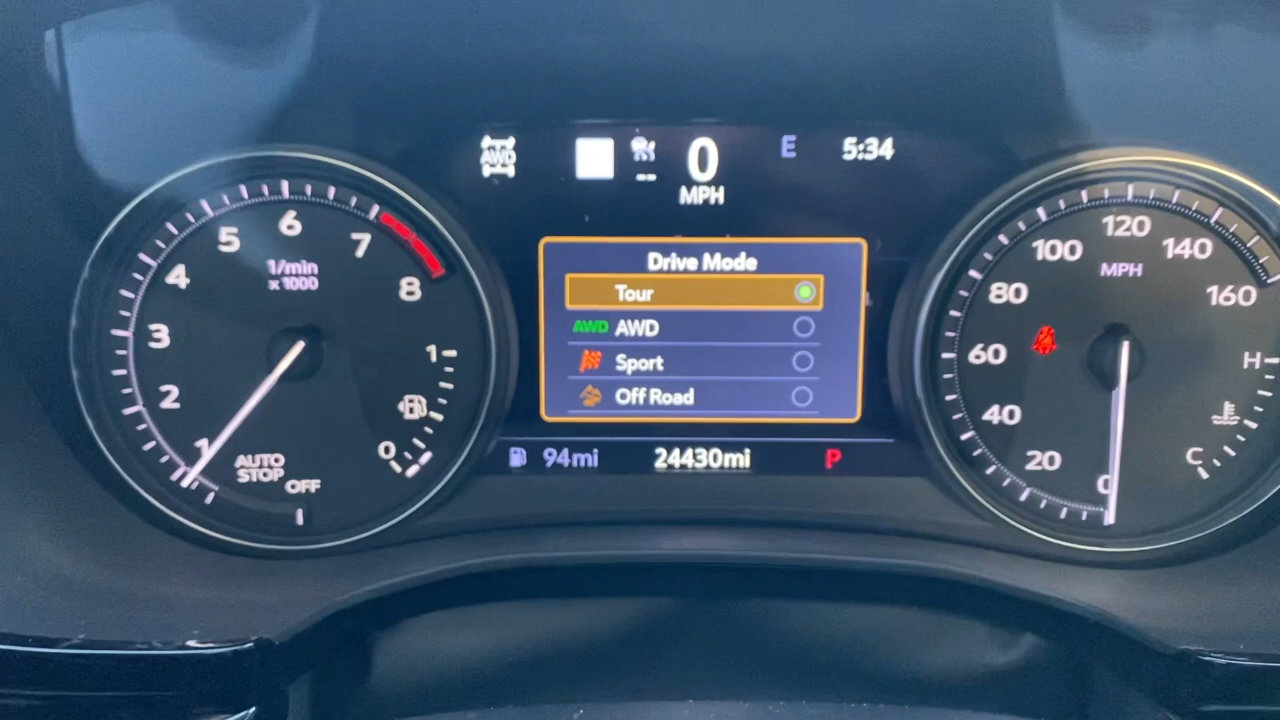 AWD
0
MPH
E
5:34
Drive Mode
Tour
AWD AWD
Sport
Off Road
94mi
24430mi
P
1
2
3
4
5
6
7
8
1/min
x 1000
AUTO
STOP
OFF
1
0
0
20
40
60
80
100
120
140
160
MPH
H
C